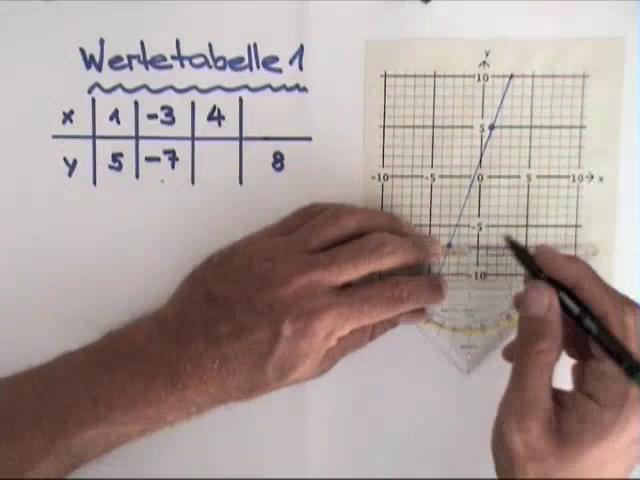 Wertetabelle 1
x 1 -3 4
y 5 -7 8
y
10
5
-10 -5 0 5 10 x
-5
-10